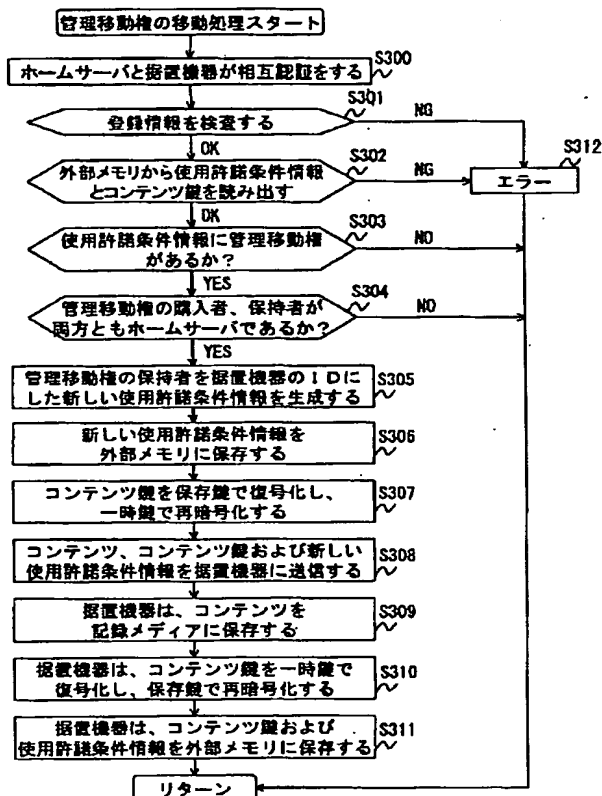 管理移動権の移動処理スタート
S300
ホームサーバと据置機器が相互認証をする
S301
登録情報を検査する
NG
OK
S302
外部メモリから使用許諾条件情報
とコンテンツ鍵を読み出す
NG
S312
エラー
OK
S303
使用許諾条件情報に管理移動権
があるか?
NO
YES
S304
管理移動権の購入者、保持者が
両方ともホームサーバであるか?
NO
YES
管理移動権の保持者を据置機器のIDに
した新しい使用許諾条件情報を生成する
S305
新しい使用許諾条件情報を
外部メモリに保存する
S306
コンテンツ鍵を保存鍵で復号化し、
一時鍵で再暗号化する
S307
コンテンツ、コンテンツ鍵および新しい
使用許諾条件情報を据置機器に送信する
S308
据置機器は、コンテンツを
記録メディアに保存する
S309
据置機器は、コンテンツ鍵を一時鍵で
復号化し、保存鍵で再暗号化する
S310
据置機器は、コンテンツ鍵および
使用許諾条件情報を外部メモリに保存する
S311
リターン